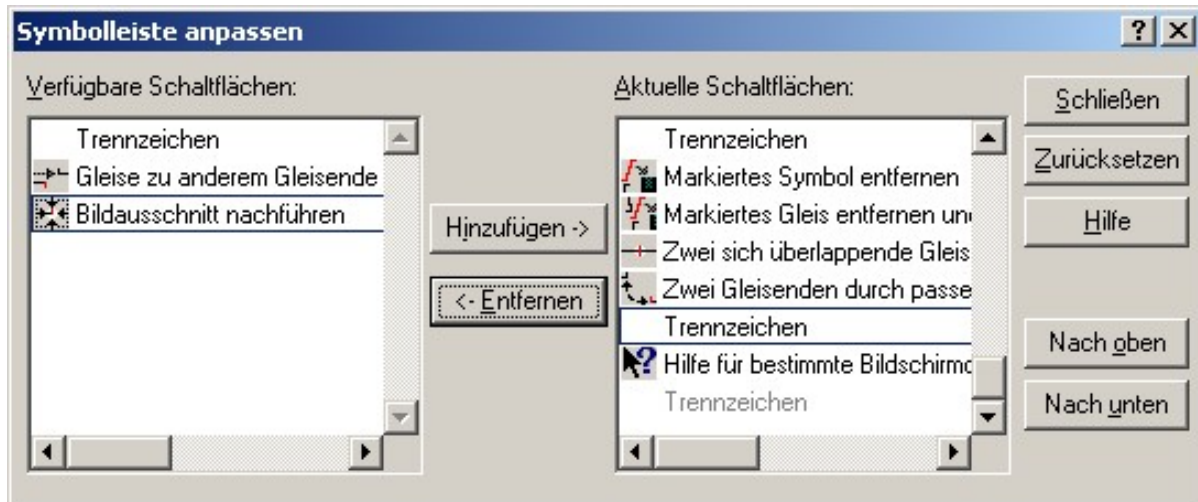 Symbolleiste anpassen
Verfügbare Schaltflächen:
Trennzeichen
Gleise zu anderem Gleisende
Bildausschnitt nachführen
Hinzufügen ->
<- Entfernen
Aktuelle Schaltflächen:
Trennzeichen
Markiertes Symbol entfernen
Markiertes Gleis entfernen und
Zwei sich überlappende Gleis
Zwei Gleisenden durch passe
Trennzeichen
Hilfe für bestimmte Bildschirmo
Trennzeichen
Schließen
Zurücksetzen
Hilfe
Nach oben
Nach unten